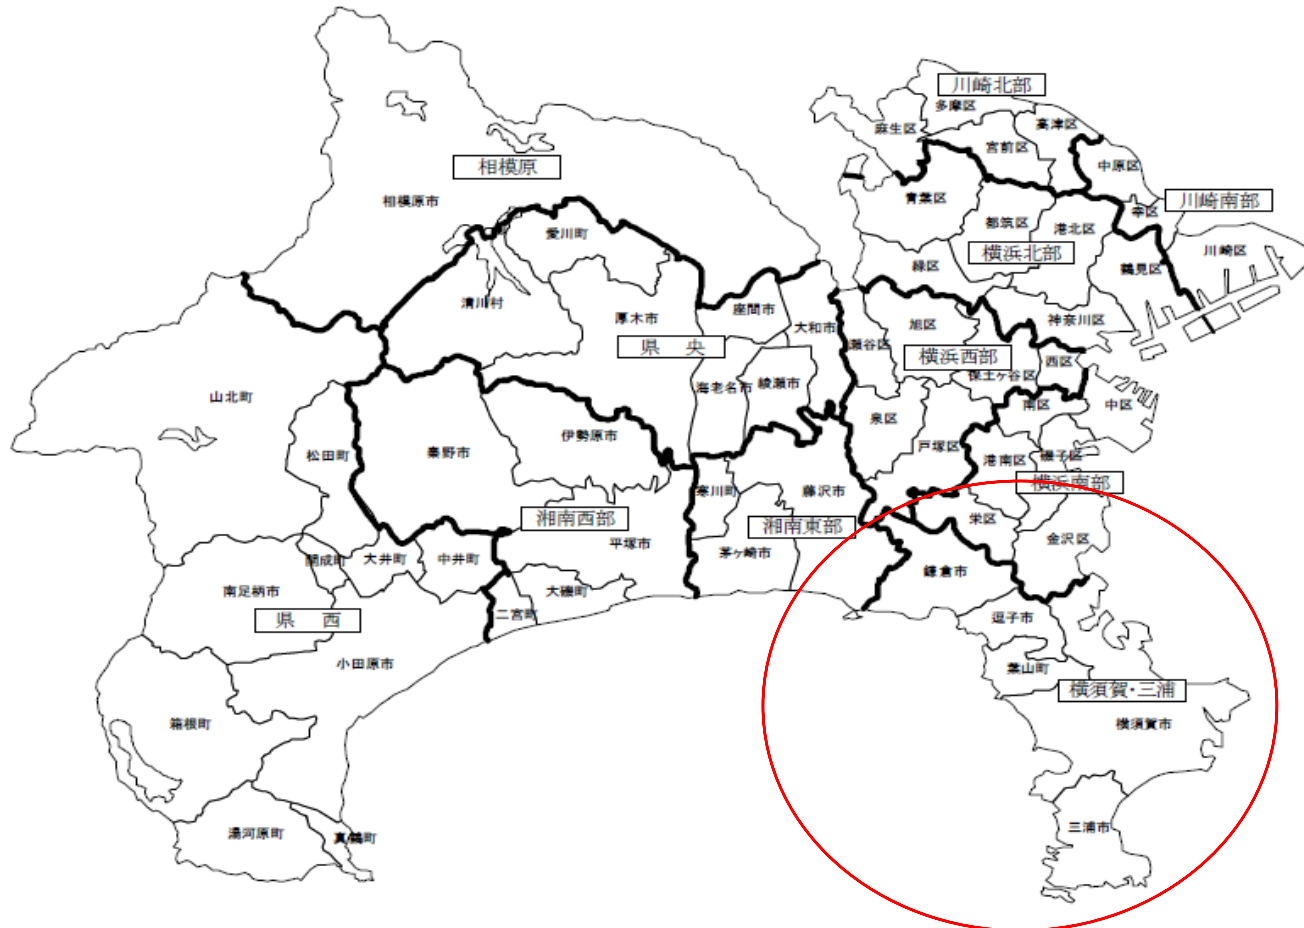 川崎北部
多摩区
高津区
麻生区
宮前区
中原区
相模原
相模原市
青葉区
川崎南部
幸区
都筑区
港北区
川崎区
愛川町
横浜北部
緑区
鶴見区
清川村
厚木市
座間市
大和市
旭区
神奈川区
県 央
瀬谷区
横浜西部
西区
保土ヶ谷区
海老名市
綾瀬市
山北町
南区
中区
泉区
伊勢原市
戸塚区
秦野市
松田町
港南区
磯子区
横浜南部
寒川町
藤沢市
湘南西部
湘南東部
栄区
平塚市
金沢区
茅ヶ崎市
開成町
大井町
中井町
鎌倉市
南足柄市
大磯町
二宮町
県 西
逗子市
小田原市
葉山町
横須賀・三浦
箱根町
横須賀市
三浦市
湯河原町
真鶴町